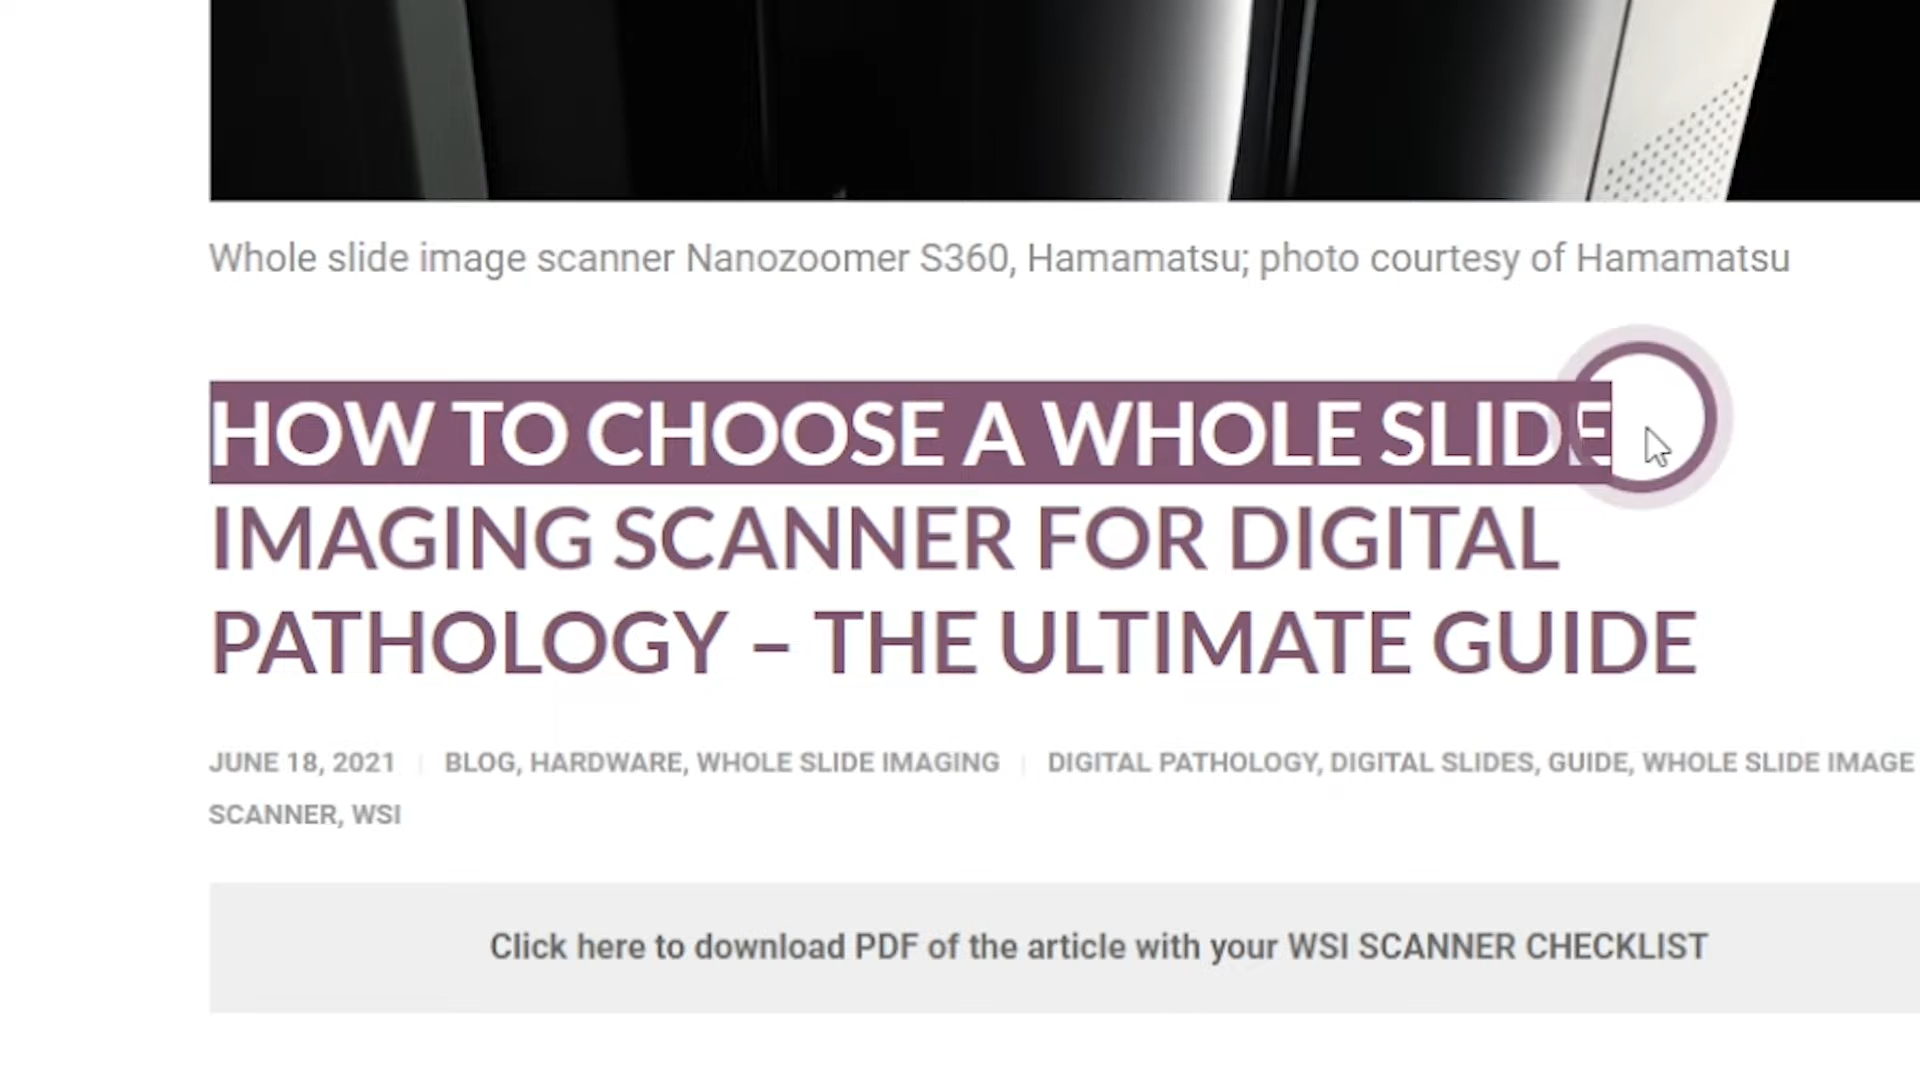 Whole slide image scanner Nanozoomer S360, Hamamatsu; photo courtesy of Hamamatsu
HOW TO CHOOSE A WHOLE SLIDE
IMAGING SCANNER FOR DIGITAL
PATHOLOGY – THE ULTIMATE GUIDE
JUNE 18, 2021 | BLOG, HARDWARE, WHOLE SLIDE IMAGING | DIGITAL PATHOLOGY, DIGITAL SLIDES, GUIDE, WHOLE SLIDE IMAGE
SCANNER, WSI
Click here to download PDF of the article with your WSI SCANNER CHECKLIST